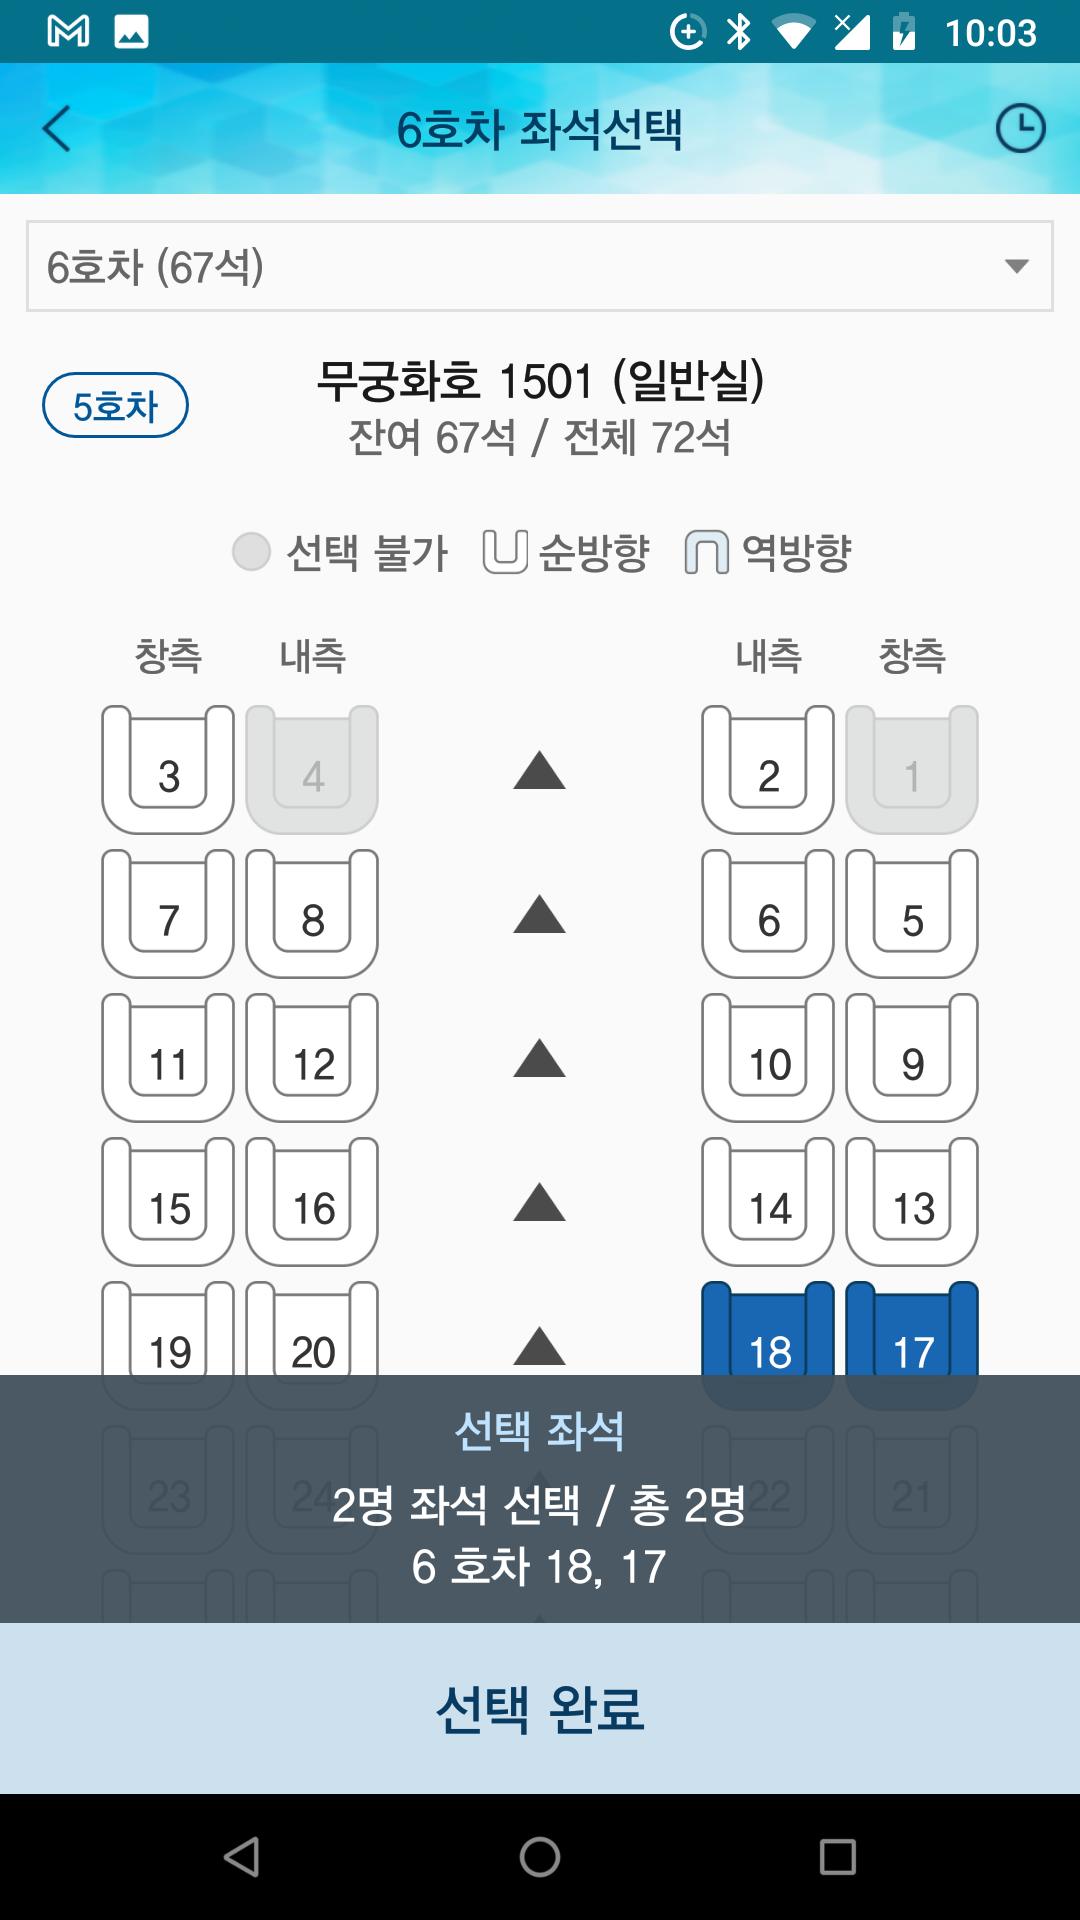 10:03
6호차 좌석선택
6호차 (67석)
5호차
무궁화호 1501 (일반실)
잔여 67석 / 전체 72석
선택 불가 순방향 역방향
창측 내측 내측 창측
3 4 2 1
7 8 6 5
11 12 10 9
15 16 14 13
19 20 18 17
23 24 22 21
선택 좌석
2명 좌석 선택 / 총 2명
6 호차 18, 17
선택 완료